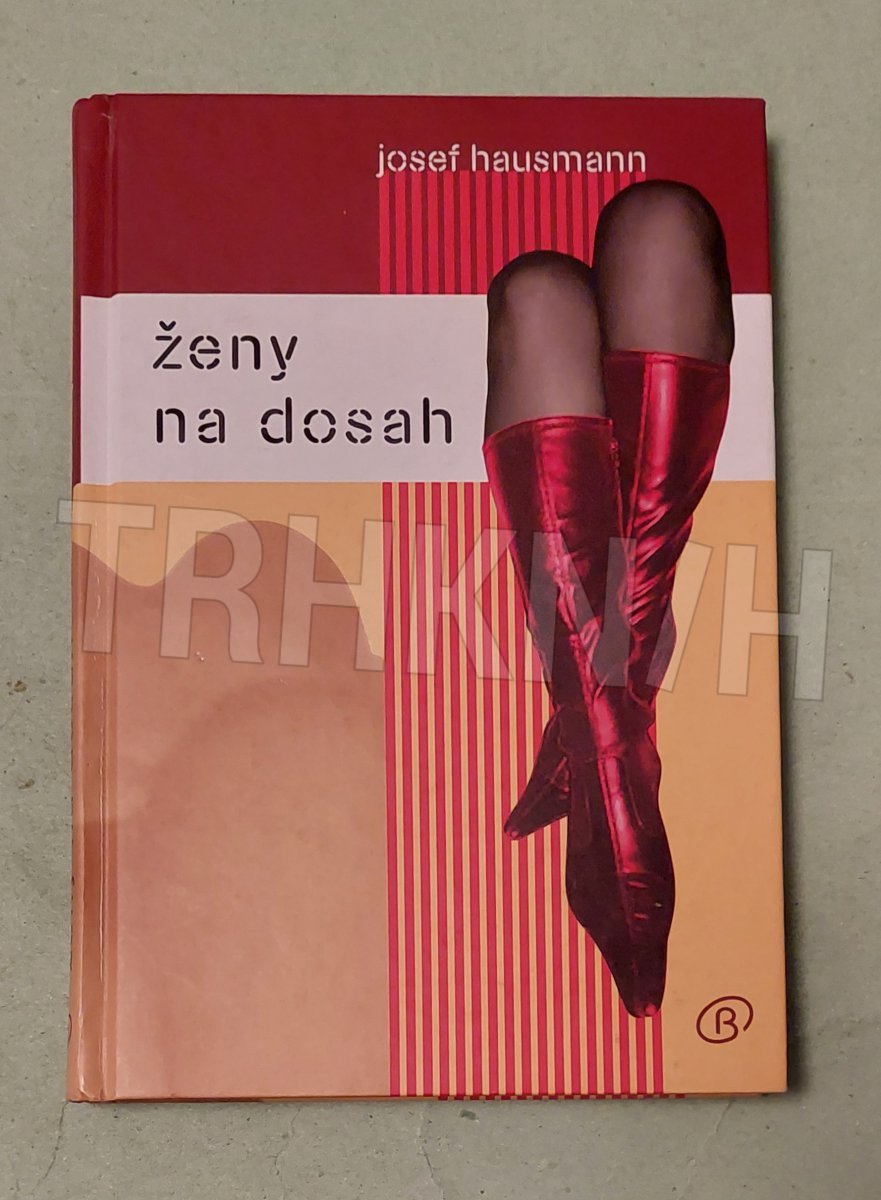 josef hausmann
ženy
na dosah
TRHKNIH
B